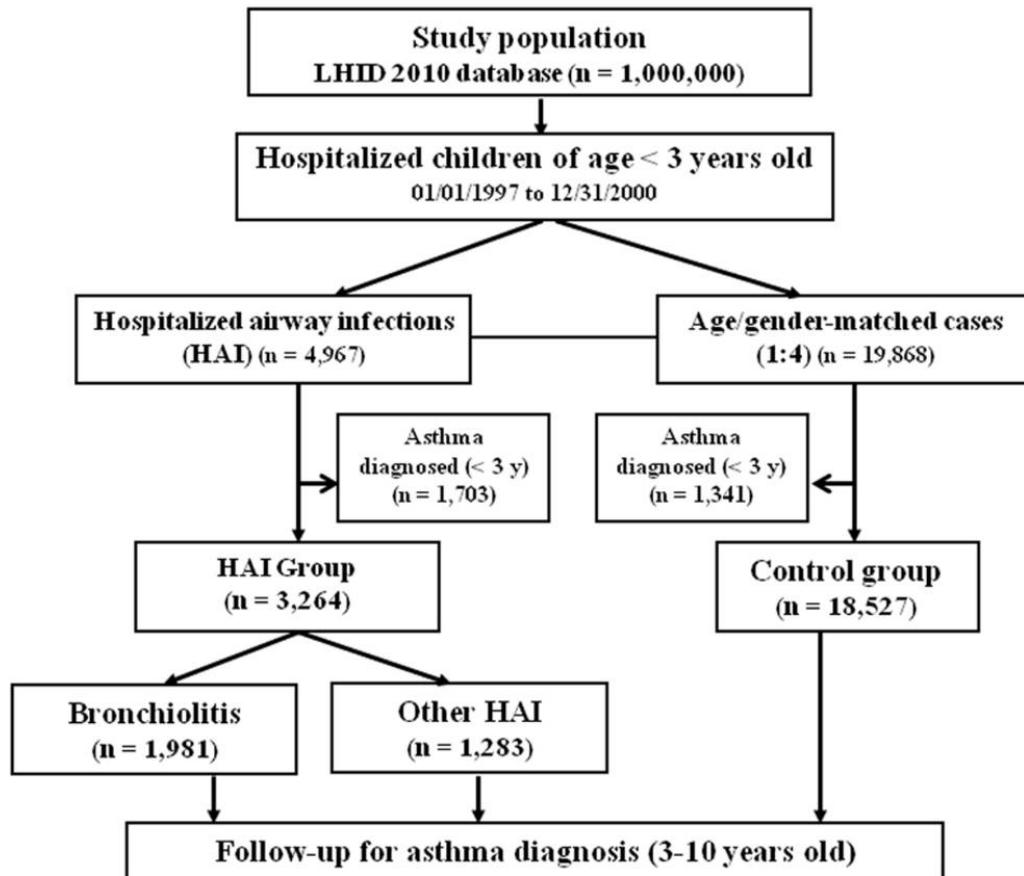 Study population
LHID 2010 database (n = 1,000,000)
Hospitalized children of age < 3 years old
01/01/1997 to 12/31/2000
Hospitalized airway infections
(HAI) (n = 4,967)
Age/gender-matched cases
(1:4) (n = 19,868)
Asthma
diagnosed (< 3 y)
(n = 1,703)
Asthma
diagnosed (< 3 y)
(n = 1,341)
HAI Group
(n = 3,264)
Control group
(n = 18,527)
Bronchiolitis
(n = 1,981)
Other HAI
(n = 1,283)
Follow-up for asthma diagnosis (3-10 years old)